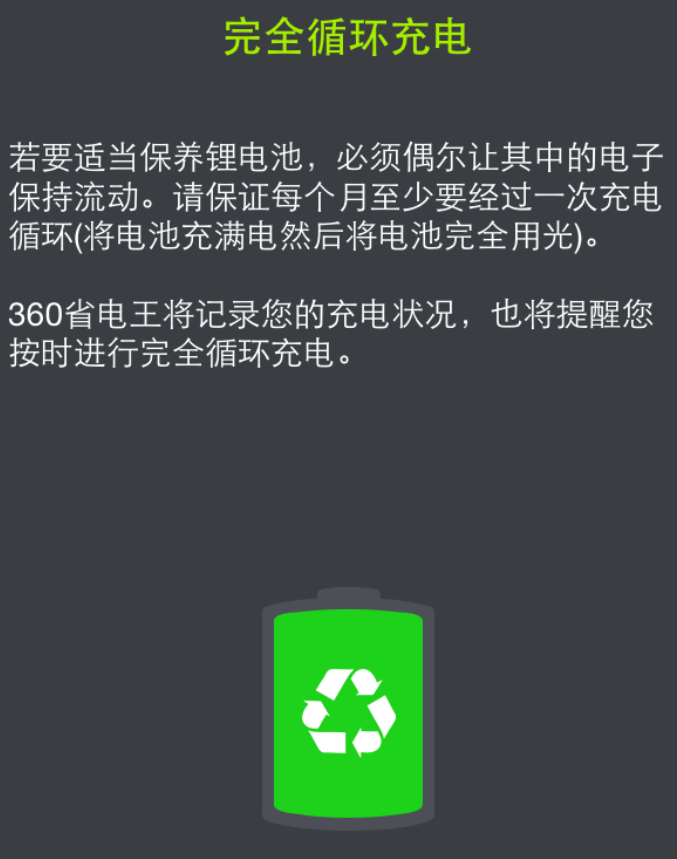 完全循环充电
若要适当保养锂电池，必须偶尔让其中的电子
保持流动。请保证每个月至少要经过一次充电
循环(将电池充满电然后将电池完全用光)。
360省电王将记录您的充电状况，也将提醒您
按时进行完全循环充电。